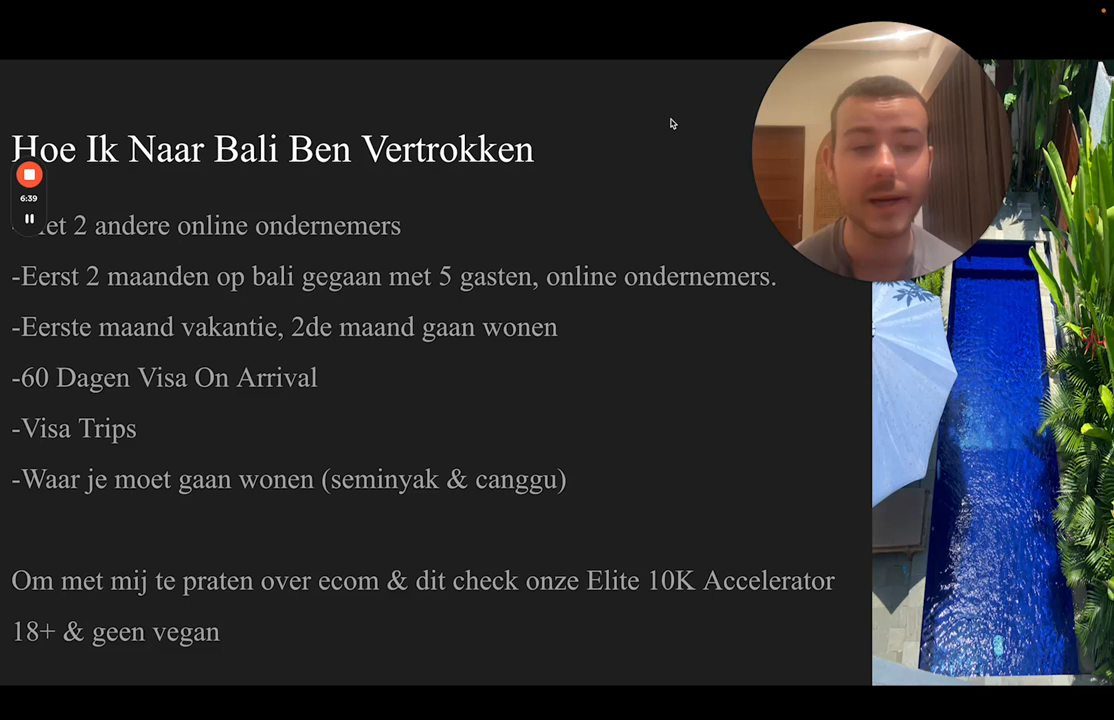 Hoe Ik Naar Bali Ben Vertrokken
6:39
2 andere online ondernemers
-Eerst 2 maanden op bali gegaan met 5 gasten, online ondernemers.
-Eerste maand vakantie, 2de maand gaan wonen
-60 Dagen Visa On Arrival
-Visa Trips
-Waar je moet gaan wonen (seminyak & canggu)
Om met mij te praten over ecom & dit check onze Elite 10K Accelerator
18+ & geen vegan